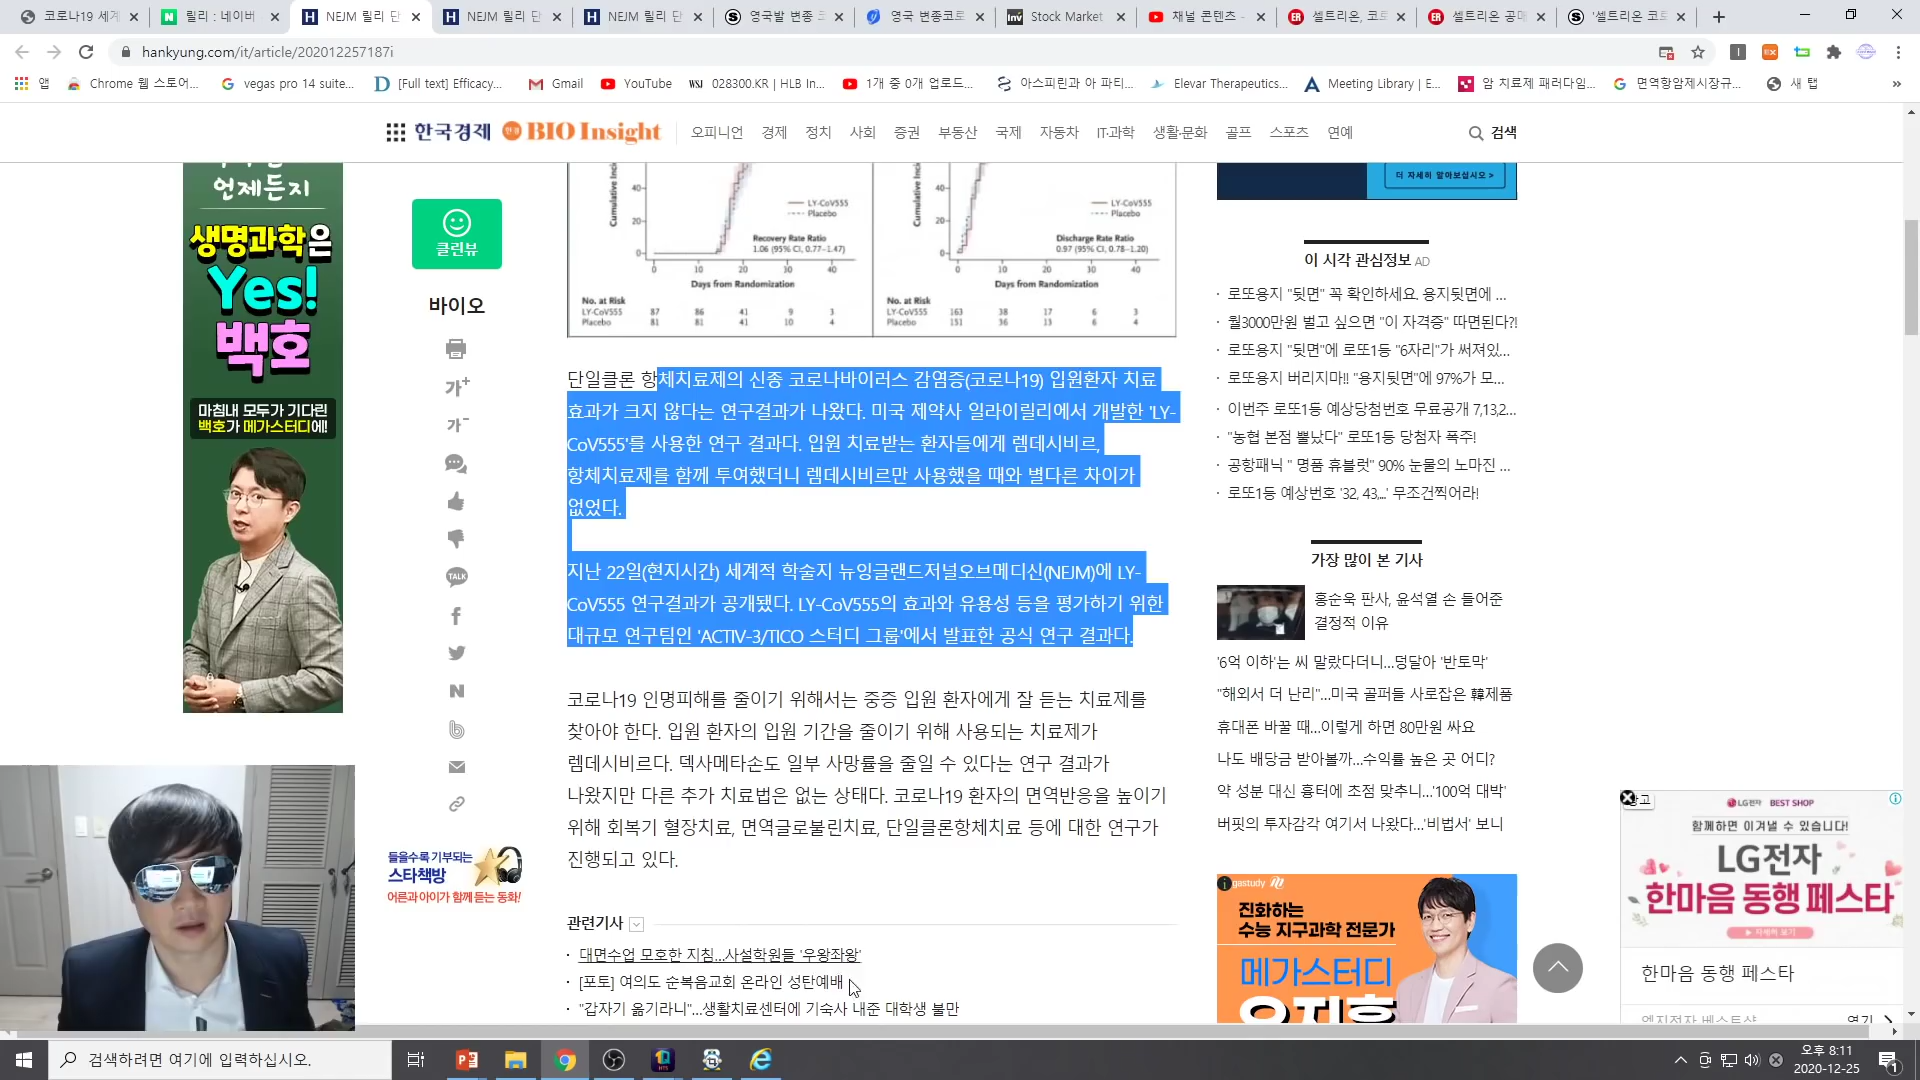 코로나19 세계
릴리 : 네이버
NEJM 릴리 단
NEJM 릴리 단
NEJM 릴리 단
영국발 변종 코
영국 변종코로
Stock Market
채널 콘텐츠 -
셀트리온, 코로
셀트리온 공매
'셀트리온 코로
hankyung.com/it/article/202012257187i
앱
Chrome 웹 스토어...
vegas pro 14 suite...
[Full text] Efficacy...
Gmail
YouTube
028300.KR | HLB In...
1개 중 0개 업로드...
아스피린과 아 파티...
Elevar Therapeutics...
Meeting Library | E...
암 치료제 패러다임...
면역항암제시장규...
새 탭
한국경제 BIO Insight
오피니언 경제 정치 사회 증권 부동산 국제 자동차 IT·과학 생활·문화 골프 스포츠 연예
검색
언제든지
생명과학은
Yes!
백호
마침내 모두가 기다린
백호가 메가스터디에!
클린뷰
바이오
가+
가-
TALK
들을수록 기부되는
스타책방
어른과 아이가 함께 듣는 동화!
Cumulative Inci
40
20
0
LY-CoV555
Placebo
Recovery Rate Ratio
1.06 (95% CI, 0.77–1.47)
0 10 20 30 40
Days from Randomization
No. at Risk
LY-CoV555 87 86 41 9 3
Placebo 81 81 41 10 4
Cumulative Inci
40
20
0
LY-CoV555
Placebo
Discharge Rate Ratio
0.97 (95% CI, 0.78–1.20)
0 10 20 30 40
Days from Randomization
No. at Risk
LY-CoV555 163 38 17 6 3
Placebo 151 36 13 6 4
단일클론 항체치료제의 신종 코로나바이러스 감염증(코로나19) 입원환자 치료
효과가 크지 않다는 연구결과가 나왔다. 미국 제약사 일라이릴리에서 개발한 'LY-
CoV555'를 사용한 연구 결과다. 입원 치료받는 환자들에게 렘데시비르,
항체치료제를 함께 투여했더니 렘데시비르만 사용했을 때와 별다른 차이가
없었다.
지난 22일(현지시간) 세계적 학술지 뉴잉글랜드저널오브메디신(NEJM)에 LY-
CoV555 연구결과가 공개됐다. LY-CoV555의 효과와 유용성 등을 평가하기 위한
대규모 연구팀인 'ACTIV-3/TICO 스터디 그룹'에서 발표한 공식 연구 결과다.
코로나19 인명피해를 줄이기 위해서는 중증 입원 환자에게 잘 듣는 치료제를
찾아야 한다. 입원 환자의 입원 기간을 줄이기 위해 사용되는 치료제가
렘데시비르다. 덱사메타손도 일부 사망률을 줄일 수 있다는 연구 결과가
나왔지만 다른 추가 치료법은 없는 상태다. 코로나19 환자의 면역반응을 높이기
위해 회복기 혈장치료, 면역글로불린치료, 단일클론항체치료 등에 대한 연구가
진행되고 있다.
관련기사
· 대면수업 모호한 지침…사설학원들 '우왕좌왕'
· [포토] 여의도 순복음교회 온라인 성탄예배
· "갑자기 옮기라니"…생활치료센터에 기숙사 내준 대학생 불만
더 자세히 알아보십시오 >
이 시각 관심정보 AD
· 로또용지 "뒷면" 꼭 확인하세요. 용지뒷면에 ...
· 월3000만원 벌고 싶으면 "이 자격증" 따면된다?!
· 로또용지 "뒷면"에 로또1등 "6자리"가 써져있...
· 로또용지 버리지마!! "용지뒷면"에 97%가 모...
· 이번주 로또1등 예상당첨번호 무료공개 7,13,2...
· "농협 본점 뿔났다" 로또1등 당첨자 폭주!
· 공항패닉 " 명품 휴블럿" 90% 눈물의 노마진 ...
· 로또1등 예상번호 '32, 43,...' 무조건찍어라!
가장 많이 본 기사
홍순욱 판사, 윤석열 손 들어준
결정적 이유
'6억 이하'는 씨 말랐다더니…덩달아 '반토막'
"해외서 더 난리"…미국 골퍼들 사로잡은 韓제품
휴대폰 바꿀 때…이렇게 하면 80만원 싸요
나도 배당금 받아볼까…수익률 높은 곳 어디?
약 성분 대신 흉터에 초점 맞추니…'100억 대박'
버핏의 투자감각 여기서 나왔다…'비법서' 보니
gastudy
진화하는
수능 지구과학 전문가
메가스터디
LG전자 BEST SHOP
함께하면 이겨낼 수 있습니다!
LG전자
한마음 동행 페스타
▶ 자세히 보기
한마음 동행 페스타
검색하려면 여기에 입력하십시오.
오후 8:11
2020-12-25